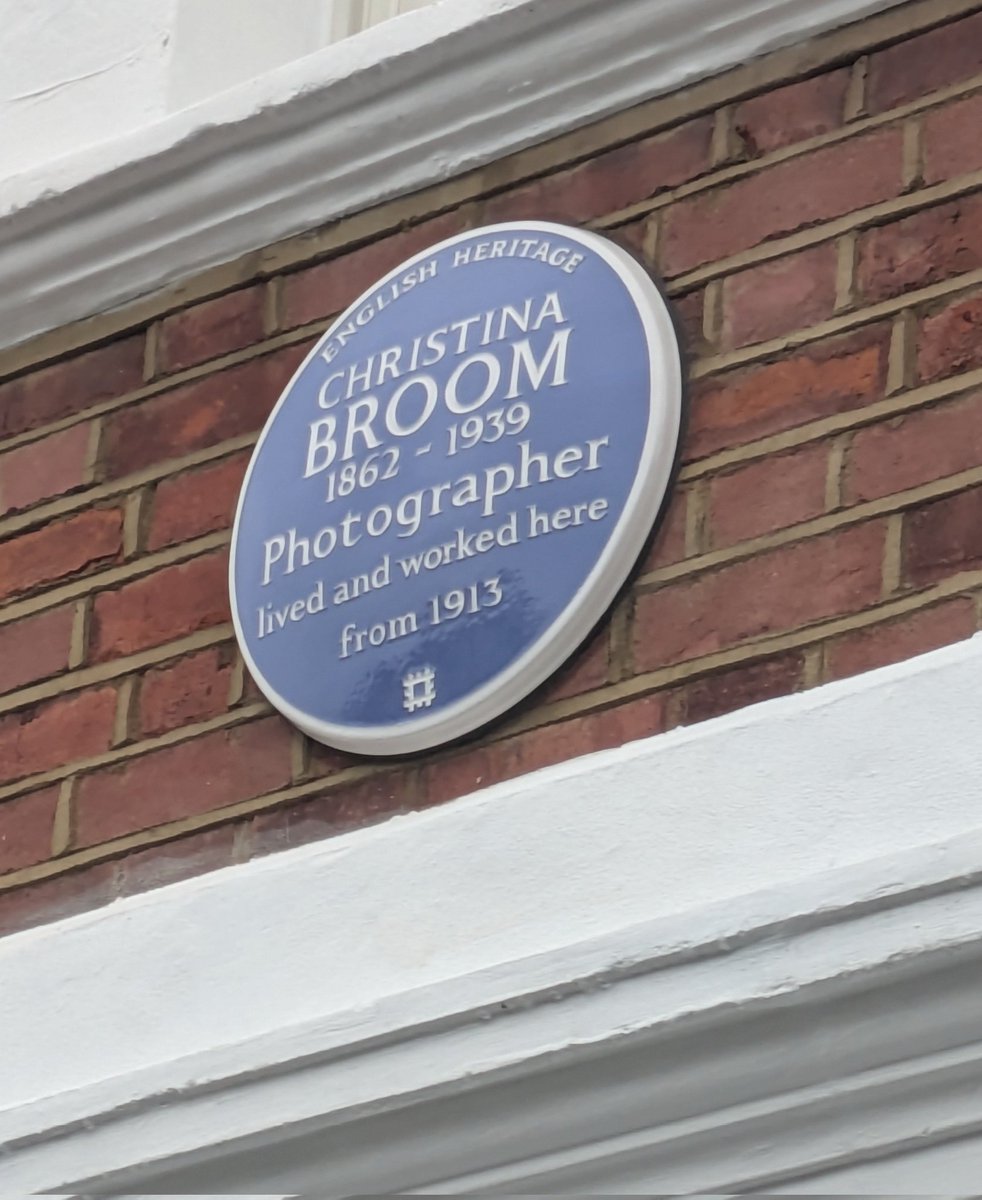 ENGLISH HERITAGE
CHRISTINA
BROOM
1862 - 1939
Photographer
lived and worked here
from 1913